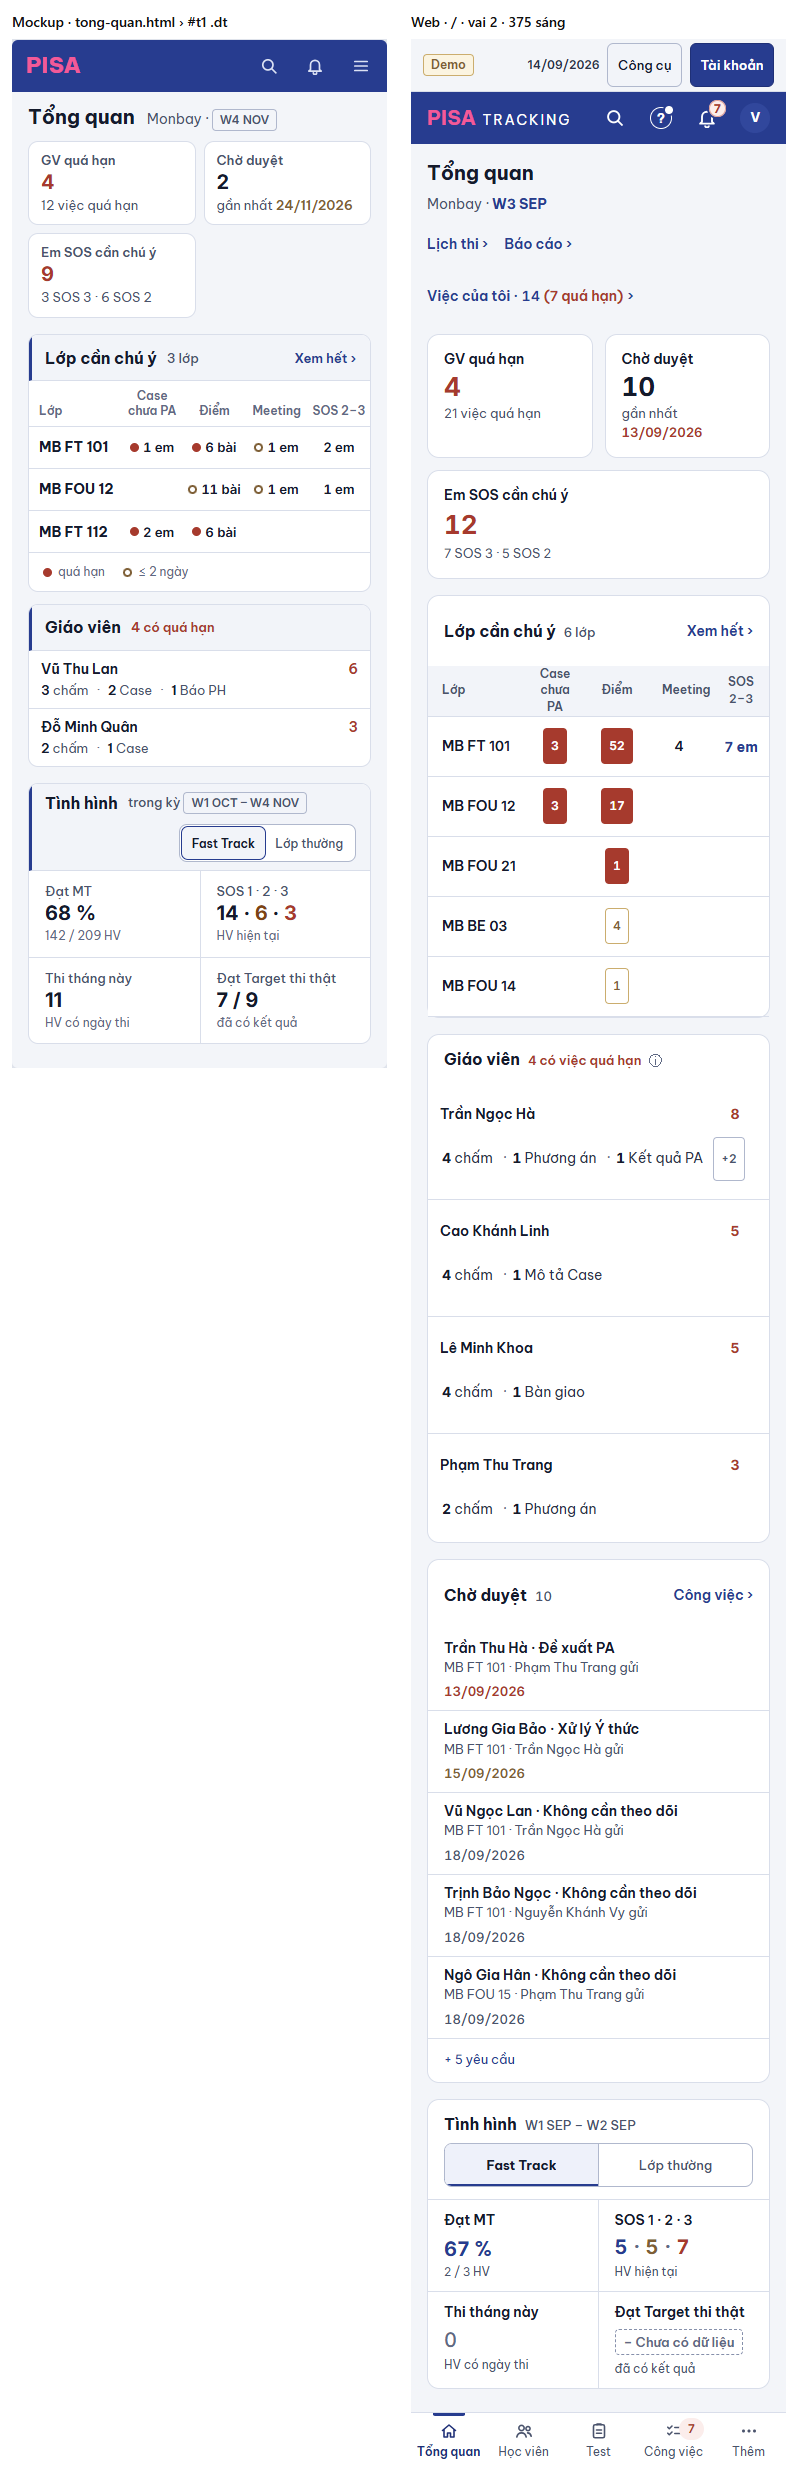 Mockup · tong-quan.html › #t1 .dt
PISA
Tổng quan Monbay · W4 NOV
GV quá hạn
4
12 việc quá hạn
Chờ duyệt
2
gần nhất 24/11/2026
Em SOS cần chú ý
9
3 SOS 3 · 6 SOS 2
Lớp cần chú ý 3 lớp Xem hết ›
Lớp Case chưa PA Điểm Meeting SOS 2–3
MB FT 101 1 em 6 bài 1 em 2 em
MB FOU 12 11 bài 1 em 1 em
MB FT 112 2 em 6 bài
quá hạn ≤ 2 ngày
Giáo viên 4 có quá hạn
Vũ Thu Lan 6
3 chấm · 2 Case · 1 Báo PH
Đỗ Minh Quân 3
2 chấm · 1 Case
Tình hình trong kỳ W1 OCT – W4 NOV
Fast Track Lớp thường
Đạt MT
68 %
142 / 209 HV
SOS 1 · 2 · 3
14 · 6 · 3
HV hiện tại
Thi tháng này
11
HV có ngày thi
Đạt Target thi thật
7 / 9
đã có kết quả
Web · / · vai 2 · 375 sáng
Demo 14/09/2026 Công cụ Tài khoản
PISA TRACKING ? 7 V
Tổng quan
Monbay · W3 SEP
Lịch thi › Báo cáo ›
Việc của tôi · 14 (7 quá hạn) ›
GV quá hạn
4
21 việc quá hạn
Chờ duyệt
10
gần nhất
13/09/2026
Em SOS cần chú ý
12
7 SOS 3 · 5 SOS 2
Lớp cần chú ý 6 lớp Xem hết ›
Lớp Case chưa PA Điểm Meeting SOS 2–3
MB FT 101 3 52 4 7 em
MB FOU 12 3 17
MB FOU 21 1
MB BE 03 4
MB FOU 14 1
Giáo viên 4 có việc quá hạn
Trần Ngọc Hà 8
4 chấm · 1 Phương án · 1 Kết quả PA +2
Cao Khánh Linh 5
4 chấm · 1 Mô tả Case
Lê Minh Khoa 5
4 chấm · 1 Bàn giao
Phạm Thu Trang 3
2 chấm · 1 Phương án
Chờ duyệt 10 Công việc ›
Trần Thu Hà · Đề xuất PA
MB FT 101 · Phạm Thu Trang gửi
13/09/2026
Lương Gia Bảo · Xử lý Ý thức
MB FT 101 · Trần Ngọc Hà gửi
15/09/2026
Vũ Ngọc Lan · Không cần theo dõi
MB FT 101 · Trần Ngọc Hà gửi
18/09/2026
Trịnh Bảo Ngọc · Không cần theo dõi
MB FT 101 · Nguyễn Khánh Vy gửi
18/09/2026
Ngô Gia Hân · Không cần theo dõi
MB FOU 15 · Phạm Thu Trang gửi
18/09/2026
+ 5 yêu cầu
Tình hình W1 SEP – W2 SEP
Fast Track Lớp thường
Đạt MT
67 %
2 / 3 HV
SOS 1 · 2 · 3
5 · 5 · 7
HV hiện tại
Thi tháng này
0
HV có ngày thi
Đạt Target thi thật
– Chưa có dữ liệu
đã có kết quả
7
Tổng quan Học viên Test Công việc Thêm